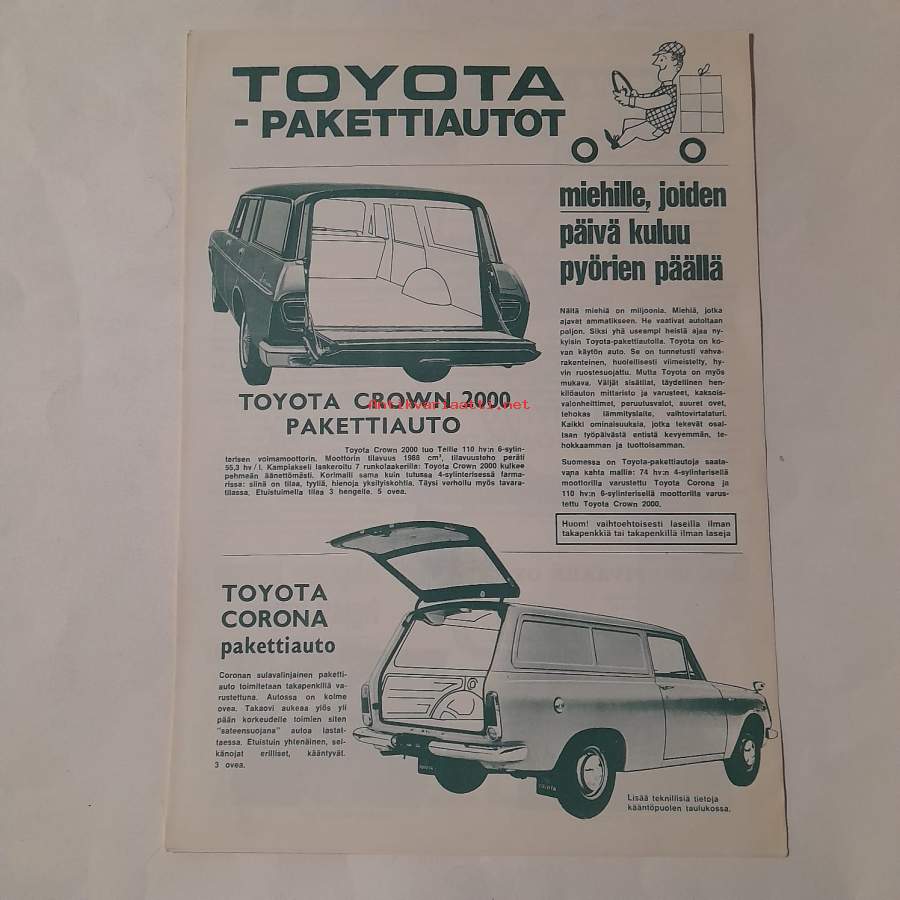 TOYOTA
-PAKETTIAUTOT
miehille, joiden
päivä kuluu
pyörien päällä
Näitä miehiä on miljoonia. Miehiä, jotka
ajavat ammatikseen. He vaativat autoltaan
paljon. Siksi yhä useampi heistä ajaa ny-
kyisin Toyota-pakettiautolla. Toyota on ko-
van käytön auto. Se on tunnetusti vahva-
rakenteinen, huolellisesti viimeistelty, hy-
vin ruostesuojattu. Mutta Toyota on myös
mukava. Väljät sisätilat, täydellinen hen-
kilöauton mittaristo ja varusteet, kaksois-
valonheittimet, peruutusvalot, suuret ovet,
tehokas lämmityslaite, vaihtovirtalaturi.
Kaikki ominaisuuksia, jotka tekevät osal-
taan työpäivästä entistä kevyemmän, te-
hokkaamman ja tuottoisamman.
Suomessa on Toyota-pakettiautoja saata-
vana kahta mallia: 74 hv:n 4-sylinterisellä
moottorilla varustettu Toyota Corona ja
110 hv:n 6-sylinterisellä moottorilla varus-
tettu Toyota Crown 2000.
Huom! vaihtoehtoisesti laseilla ilman
takapenkkiä tai takapenkillä ilman laseja
TOYOTA CROWN 2000
Antikvariaatti.net
PAKETTIAUTO
Toyota Crown 2000 tuo Teille 110 hv:n 6-sylin-
terisen voimamoottorin. Moottorin tilavuus 1988 cm³, tilavuusteho peräti
55,3 hv/l. Kampiakseli laakeroitu 7 runkolaakerilla: Toyota Crown 2000 kulkee
pehmeän äänettömästi. Korimalli sama kuin tutussa 4-sylinterisessä farma-
rissa: siinä on tilaa, tyyliä, hienoja yksityiskohtia. Täysi verhoilu myös tavara-
tilassa. Etuistuimella tilaa 3 hengelle. 5 ovea.
TOYOTA
CORONA
pakettiauto
Coronan sulavalinjainen paketti-
auto toimitetaan takapenkillä va-
rustettuna. Autossa on kolme
ovea. Takaovi aukeaa ylös yli
pään korkeudelle toimien siten
"sateensuojana" autoa lastat-
taessa. Etuistuin yhtenäinen, sel-
känojat erilliset, kääntyvät.
3 ovea.
TOYOTA
TOYOTA
Lisää teknillisiä tietoja
kääntöpuolen taulukossa.